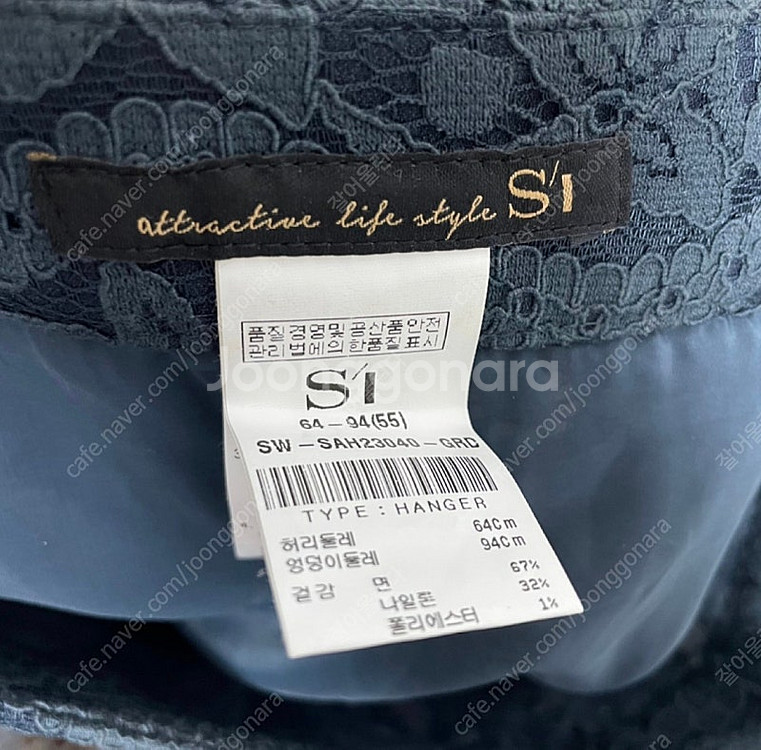 attractive life style S'I
품질경영및 공산품안전
관리법에의한품질표시
Joonggonara
S'I
64-94(55)
SW-SAH23040-GRD
TYPE : HANGER
허리둘레 64Cm
엉덩이둘레 94Cm
겉감 면 67%
나일론 32%
폴리에스터 1%
cafe.naver.com/joonggonara